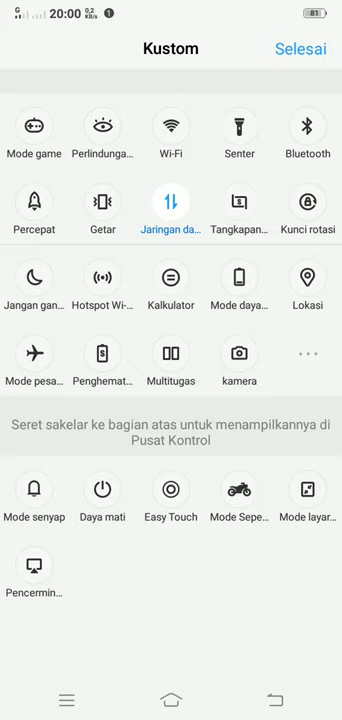 G 20:00 0,2 KB/s 1 81
Kustom Selesai
Mode game Perlindunga... Wi-Fi Senter Bluetooth
Percepat Getar Jaringan da... Tangkapan... Kunci rotasi
Jangan gan... Hotspot Wi-... Kalkulator Mode daya... Lokasi
Mode pesa... Penghemat... Multitugas kamera
Seret sakelar ke bagian atas untuk menampilkannya di
Pusat Kontrol
Mode senyap Daya mati Easy Touch Mode Sepe... Mode layar...
Pencermin...